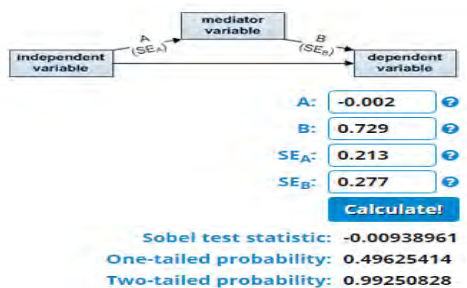 mediator
variable
A
(SEA)
B
(SEB)
independent
variable
dependent
variable
A: -0.002 ?
B: 0.729 ?
SEA: 0.213 ?
SEB: 0.277 ?
Calculate!
Sobel test statistic: -0.00938961
One-tailed probability: 0.49625414
Two-tailed probability: 0.99250828